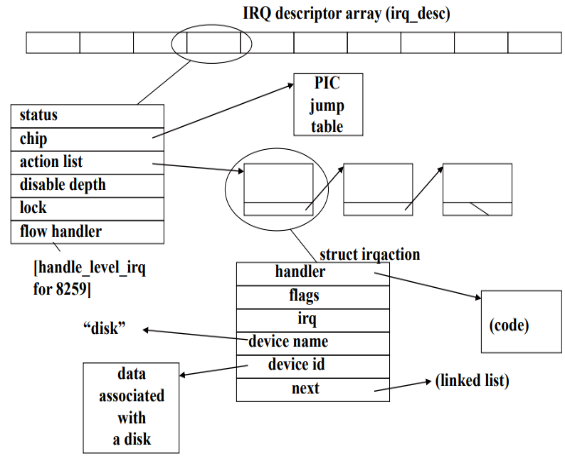 IRQ descriptor array (irq_desc)
PIC
jump
table
status
chip
action list
disable depth
lock
flow handler
[handle_level_irq
for 8259]
struct irqaction
handler
flags
irq
device name
device id
next
“disk”
(code)
data
associated
with
a disk
(linked list)